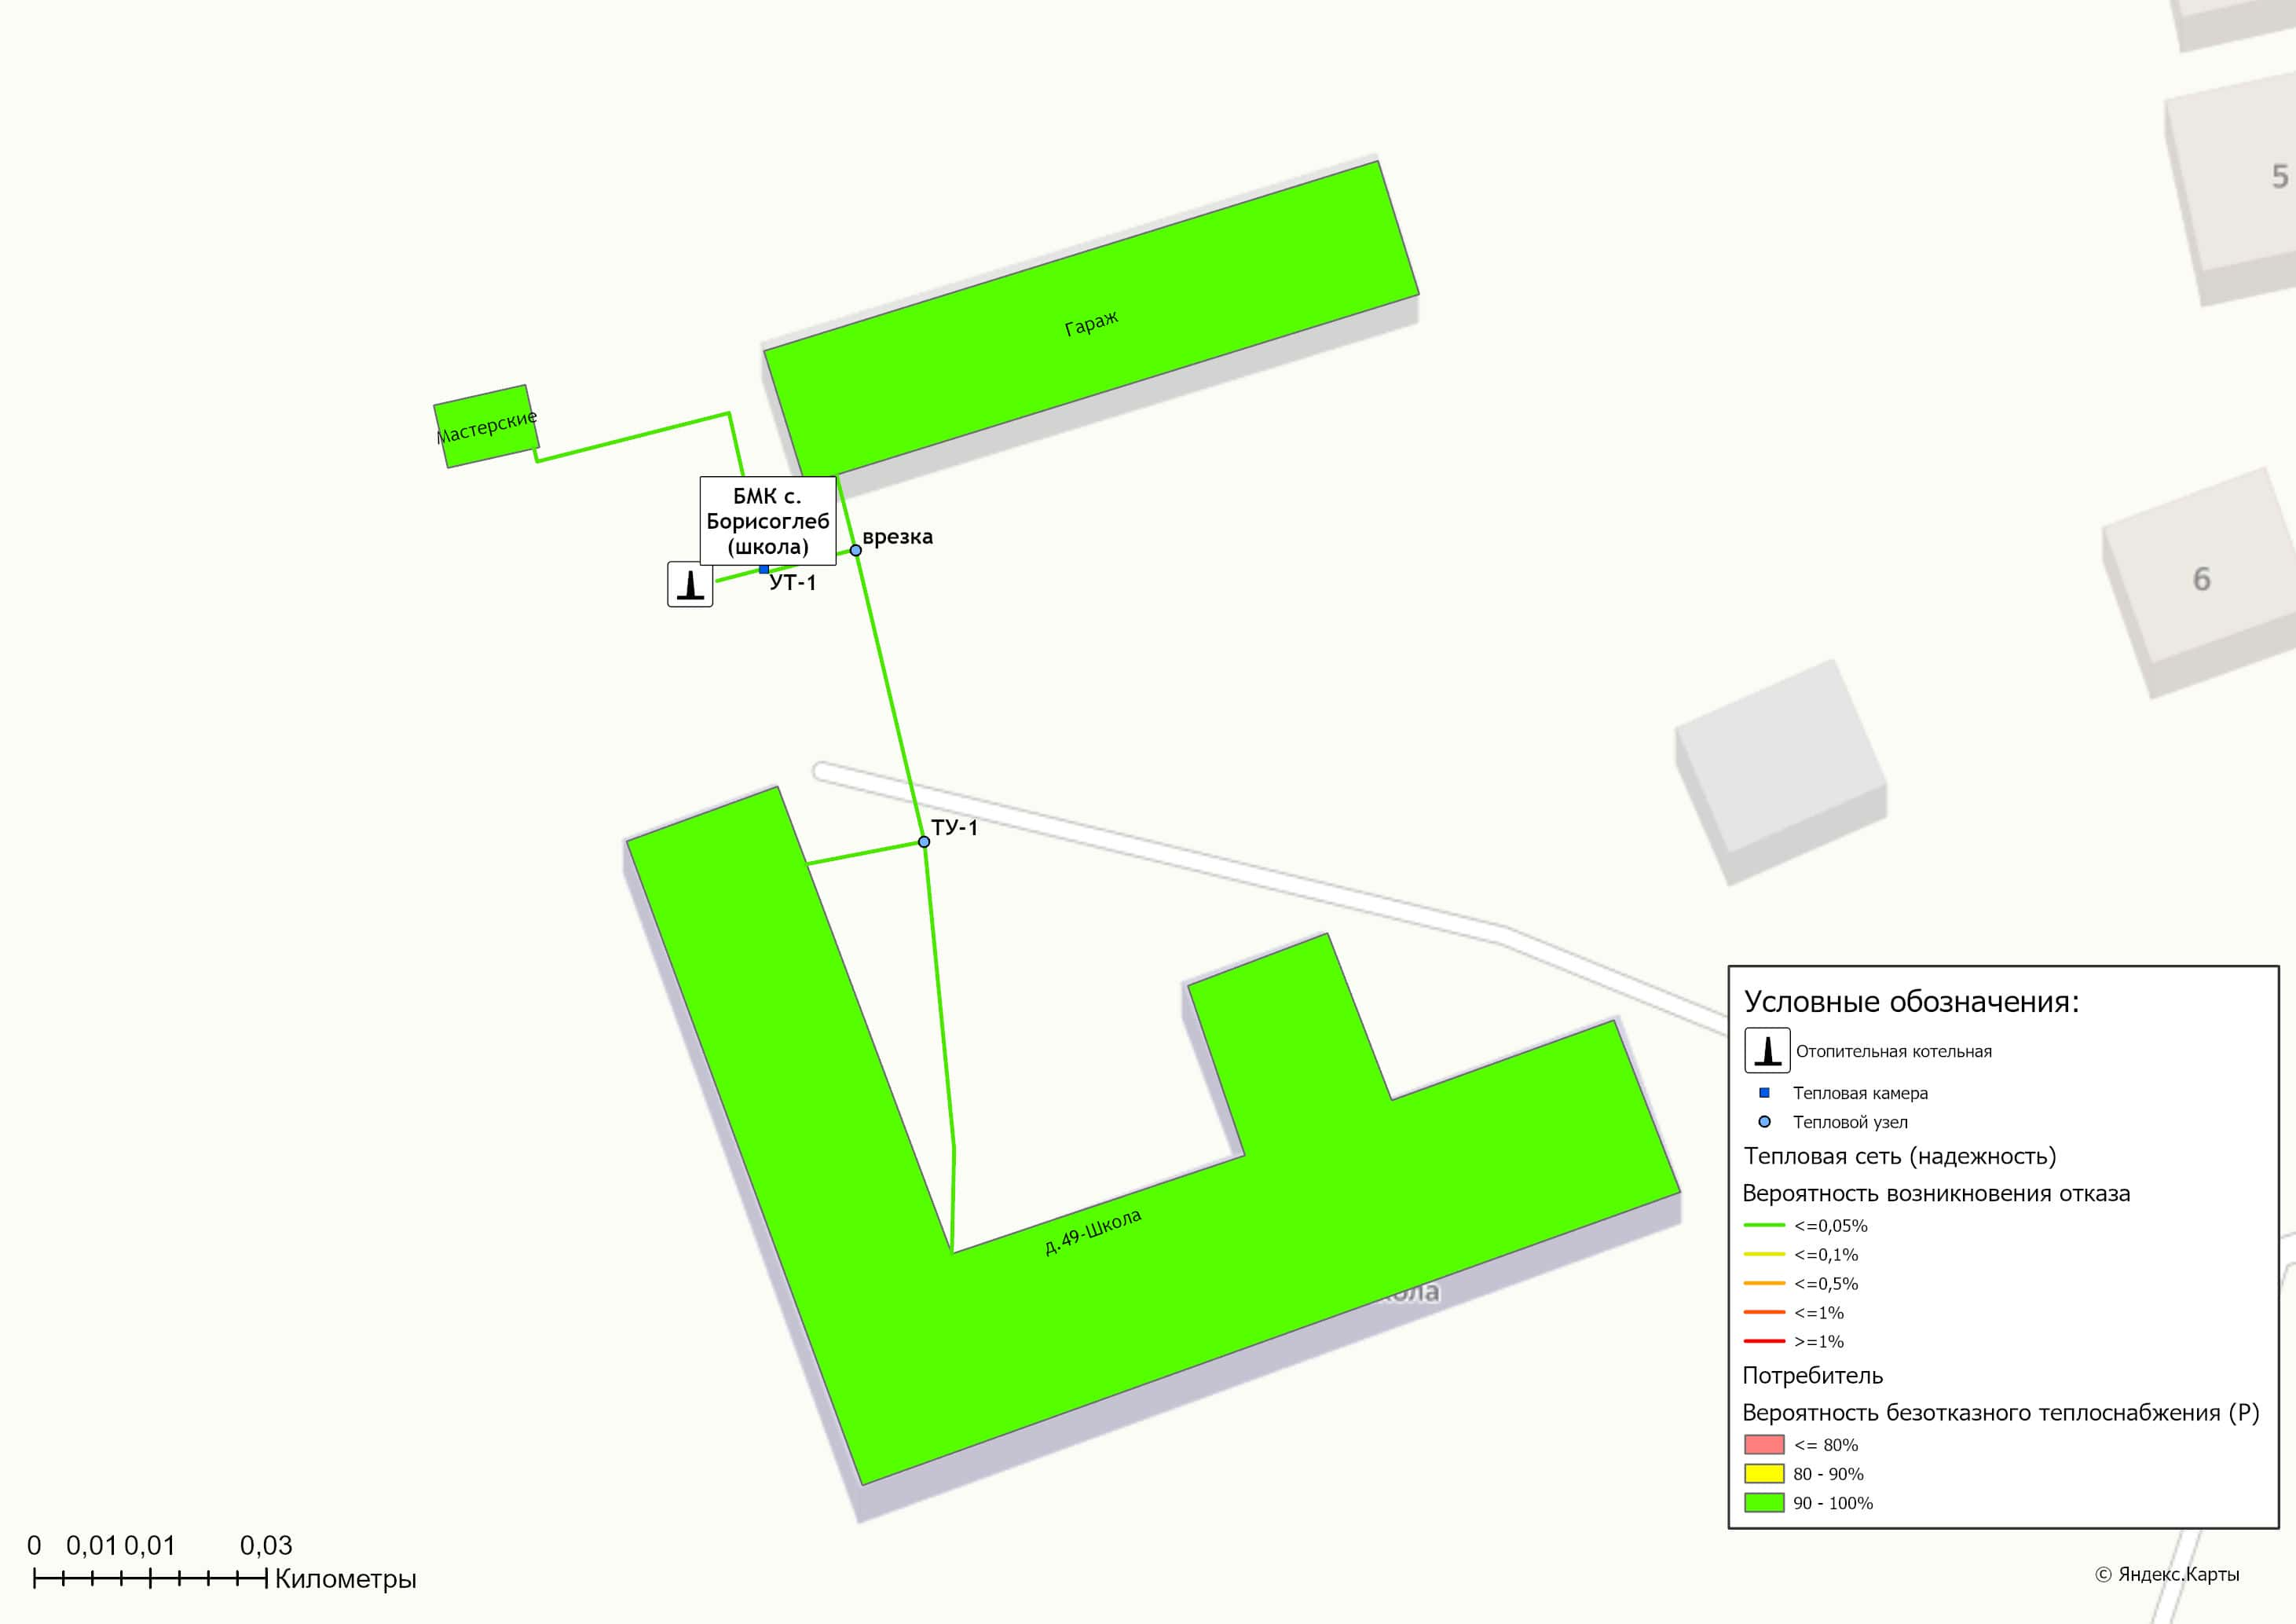 5
Гараж
Мастерские
БМК с.
Борисоглеб
(школа)
врезка
УТ-1
6
ТУ-1
д.49-Школа
Условные обозначения:
Отопительная котельная
Тепловая камера
Тепловой узел
Тепловая сеть (надежность)
Вероятность возникновения отказа
<=0,05%
<=0,1%
<=0,5%
<=1%
>=1%
Потребитель
Вероятность безотказного теплоснабжения (Р)
<= 80%
80 - 90%
90 - 100%
0 0,01 0,01 0,03
Километры
© Яндекс.Карты